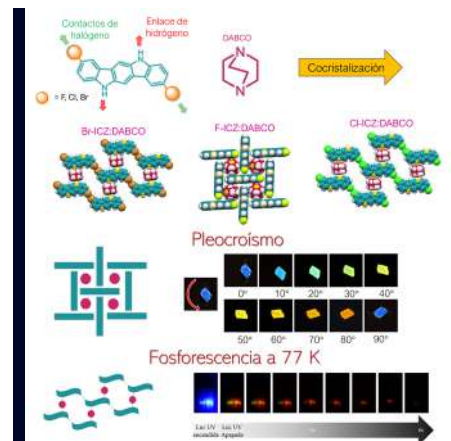 Contactos de
halógeno
Enlace de
hidrógeno
H
N
N
H
= F, Cl, Br
DABCO
N
N
Cocristalización
Br-ICZ:DABCO
F-ICZ:DABCO
Cl-ICZ:DABCO
Pleocroísmo
0º 10° 20° 30° 40°
50° 60° 70° 80° 90°
Fosforescencia a 77 K
Luz UV
encendida
Luz UV
Apagada